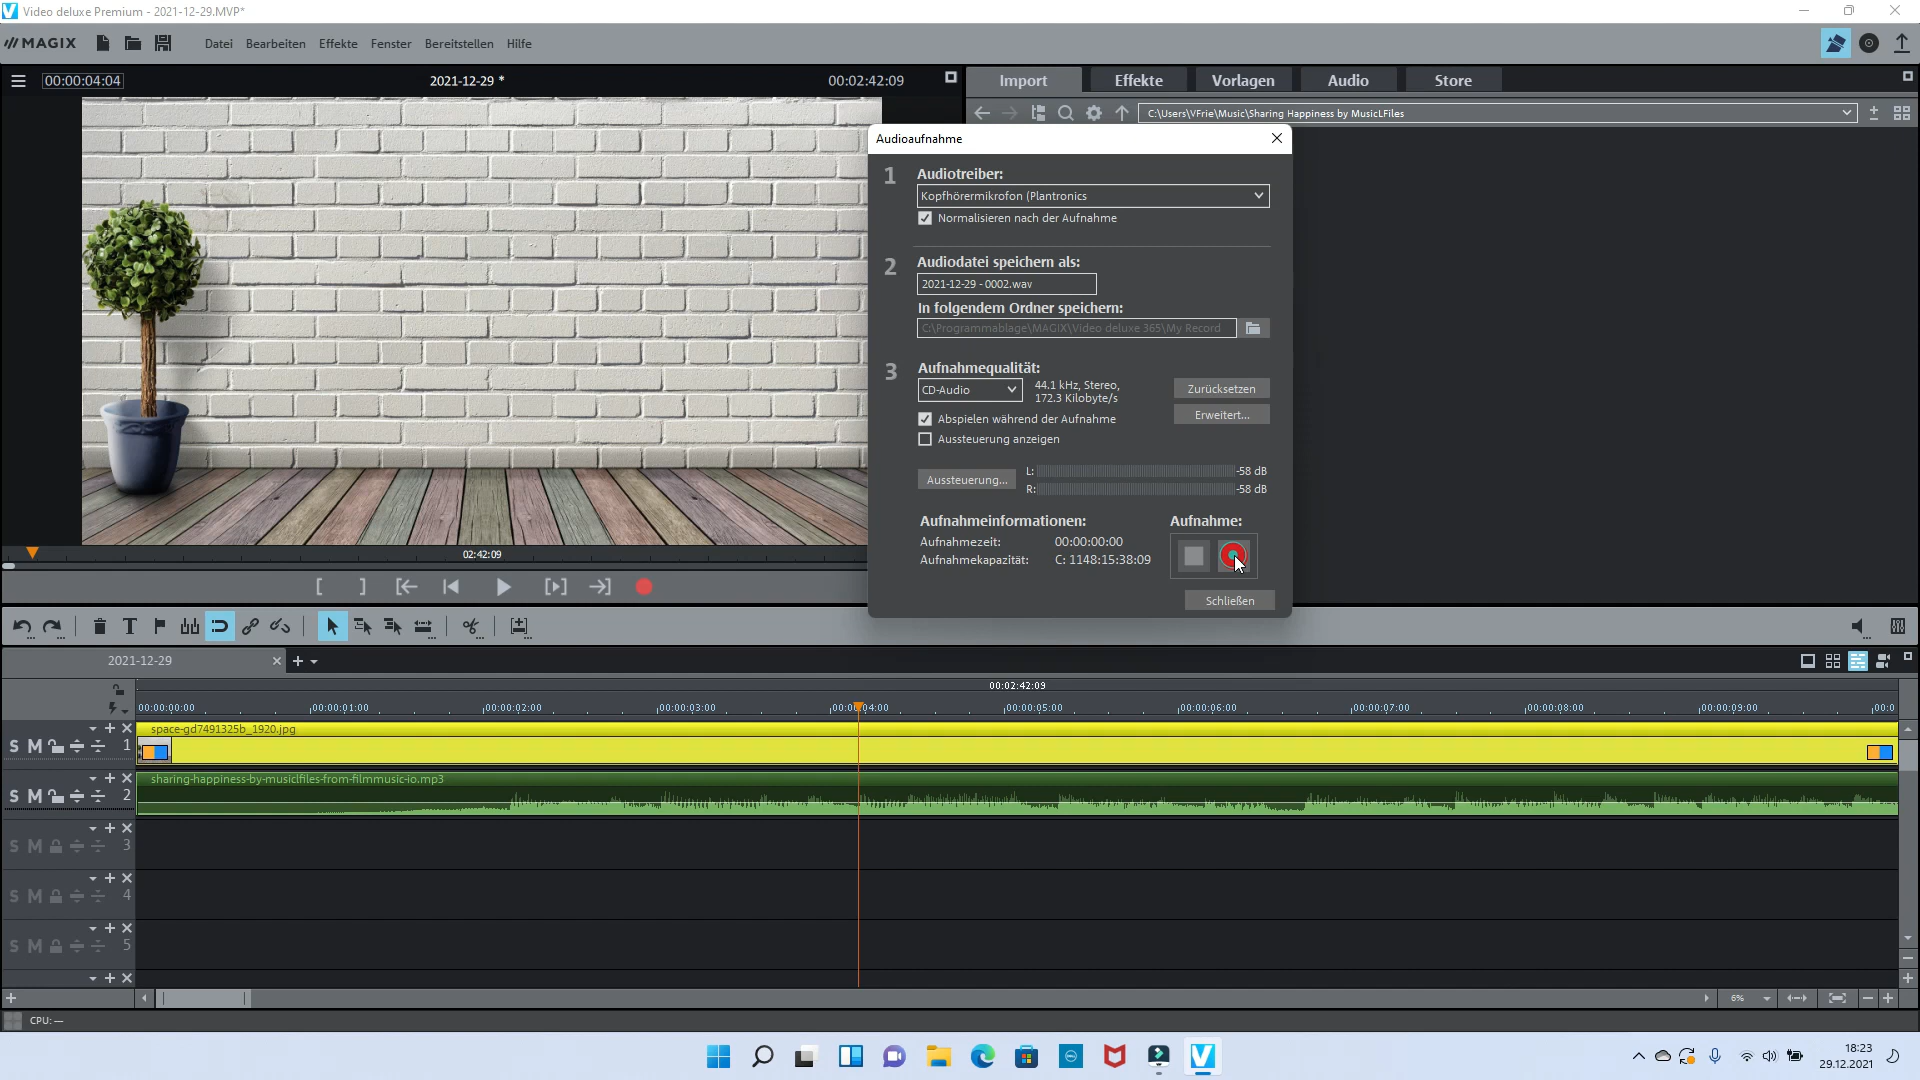 Video deluxe Premium - 2021-12-29.MVP*
MAGIX
Datei Bearbeiten Effekte Fenster Bereitstellen Hilfe
00:00:04:04
2021-12-29 *
00:02:42:09
Import Effekte Vorlagen Audio Store
C:\Users\VFrie\Music\Sharing Happiness by MusicLFiles
Audioaufnahme
1 Audiotreiber:
Kopfhörermikrofon (Plantronics
Normalisieren nach der Aufnahme
2 Audiodatei speichern als:
2021-12-29 - 0002.wav
In folgendem Ordner speichern:
C:\Programmablage\MAGIX\Video deluxe 365\My Record
3 Aufnahmequalität:
CD-Audio
44.1 kHz, Stereo,
172.3 Kilobyte/s
Zurücksetzen
Erweitert...
Abspielen während der Aufnahme
Aussteuerung anzeigen
Aussteuerung...
L: -58 dB
R: -58 dB
Aufnahmeinformationen:
Aufnahme:
Aufnahmezeit: 00:00:00:00
Aufnahmekapazität: C: 1148:15:38:09
Schließen
02:42:09
2021-12-29
00:02:42:09
00:00:00:00 00:00:01:00 00:00:02:00 00:00:03:00 00:00:04:00 00:00:05:00 00:00:06:00 00:00:07:00 00:00:08:00 00:00:09:00 00:0
space-gd7491325b_1920.jpg
S M 1
sharing-happiness-by-musiclfiles-from-filmmusic-io.mp3
S M 2
S M 3
S M 4
S M 5
6%
CPU: —
18:23
29.12.2021